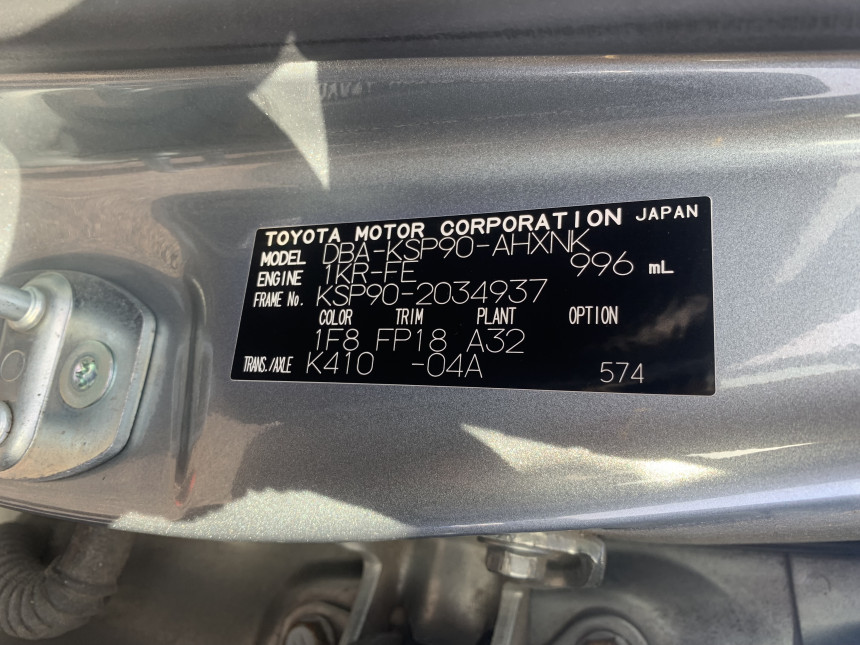 TOYOTA MOTOR CORPORATION JAPAN
MODEL DBA-KSP90-AHXNK
ENGINE 1KR-FE 996 mL
FRAME No. KSP90-2034937
COLOR TRIM PLANT OPTION
1F8 FP18 A32
TRANS./AXLE K410 -04A 574